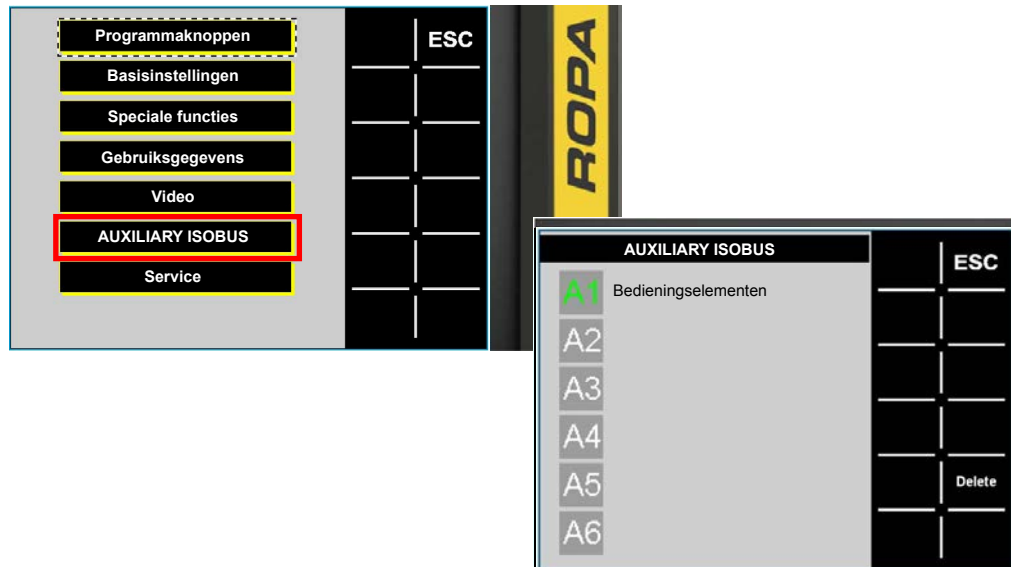 Programmaknoppen
ESC
Basisinstellingen
Speciale functies
Gebruiksgegevens
Video
AUXILIARY ISOBUS
Service
ROPA
AUXILIARY ISOBUS
ESC
A1 Bedieningselementen
A2
A3
A4
A5
Delete
A6